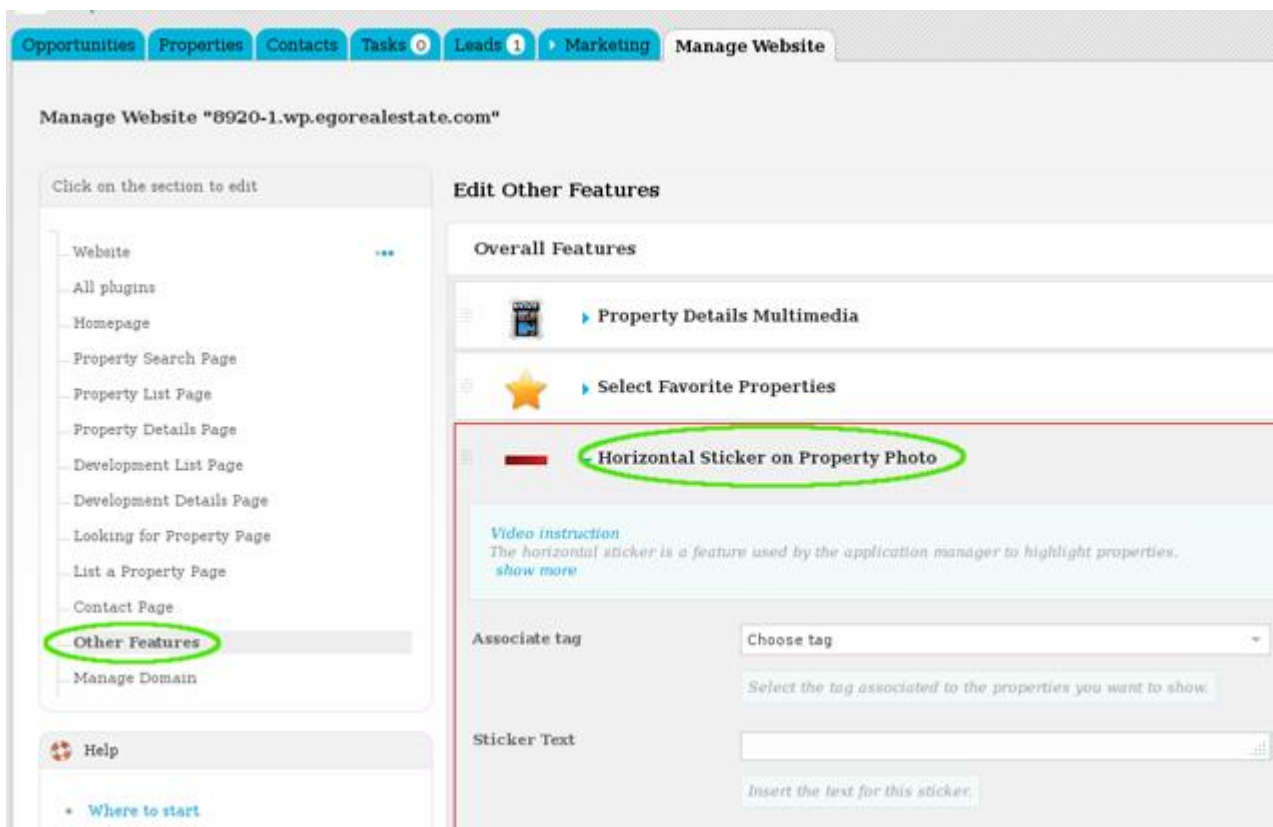 Opportunities Properties Contacts Tasks 0 Leads 1 Marketing Manage Website
Manage Website "8920-1.wp.egorealestate.com"
Click on the section to edit
Website
All plugins
Homepage
Property Search Page
Property List Page
Property Details Page
Development List Page
Development Details Page
Looking for Property Page
List a Property Page
Contact Page
Other Features
Manage Domain
Help
Where to start
Edit Other Features
Overall Features
Property Details Multimedia
Select Favorite Properties
Horizontal Sticker on Property Photo
Video instruction
The horizontal sticker is a feature used by the application manager to highlight properties.
show more
Associate tag
Choose tag
Select the tag associated to the properties you want to show.
Sticker Text
Insert the text for this sticker.